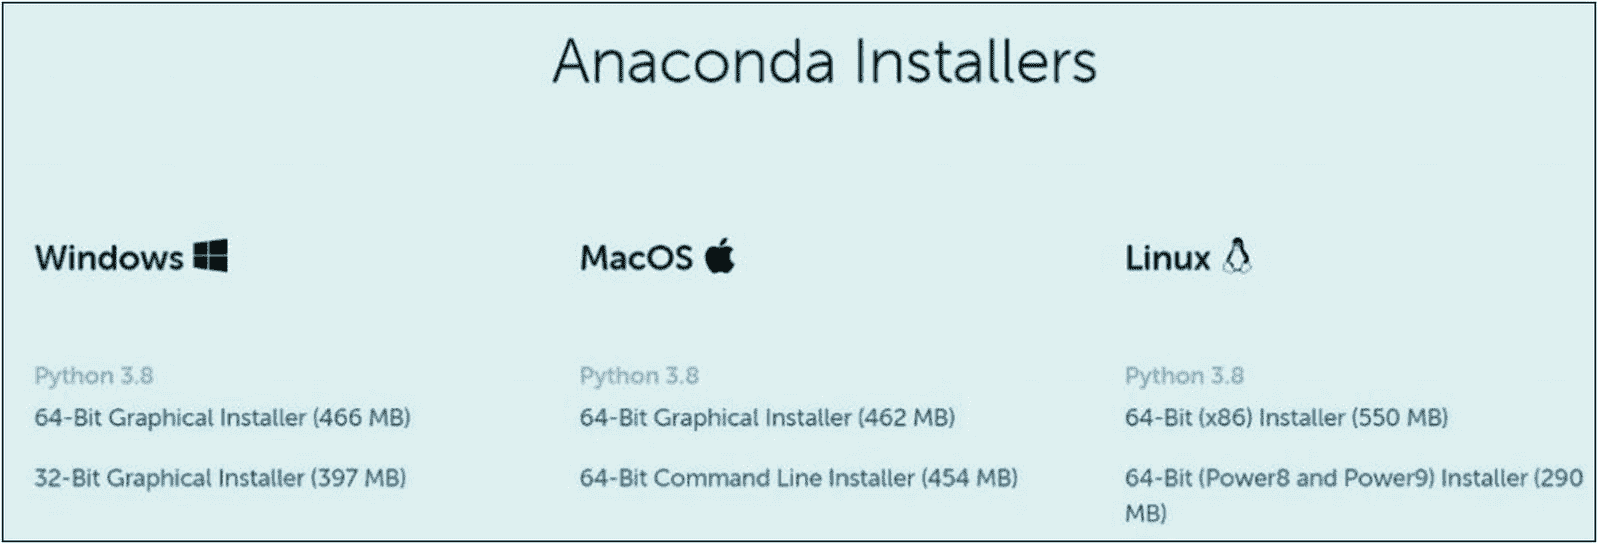 Anaconda Installers
Windows
Python 3.8
64-Bit Graphical Installer (466 MB)
32-Bit Graphical Installer (397 MB)
MacOS
Python 3.8
64-Bit Graphical Installer (462 MB)
64-Bit Command Line Installer (454 MB)
Linux
Python 3.8
64-Bit (x86) Installer (550 MB)
64-Bit (Power8 and Power9) Installer (290
MB)